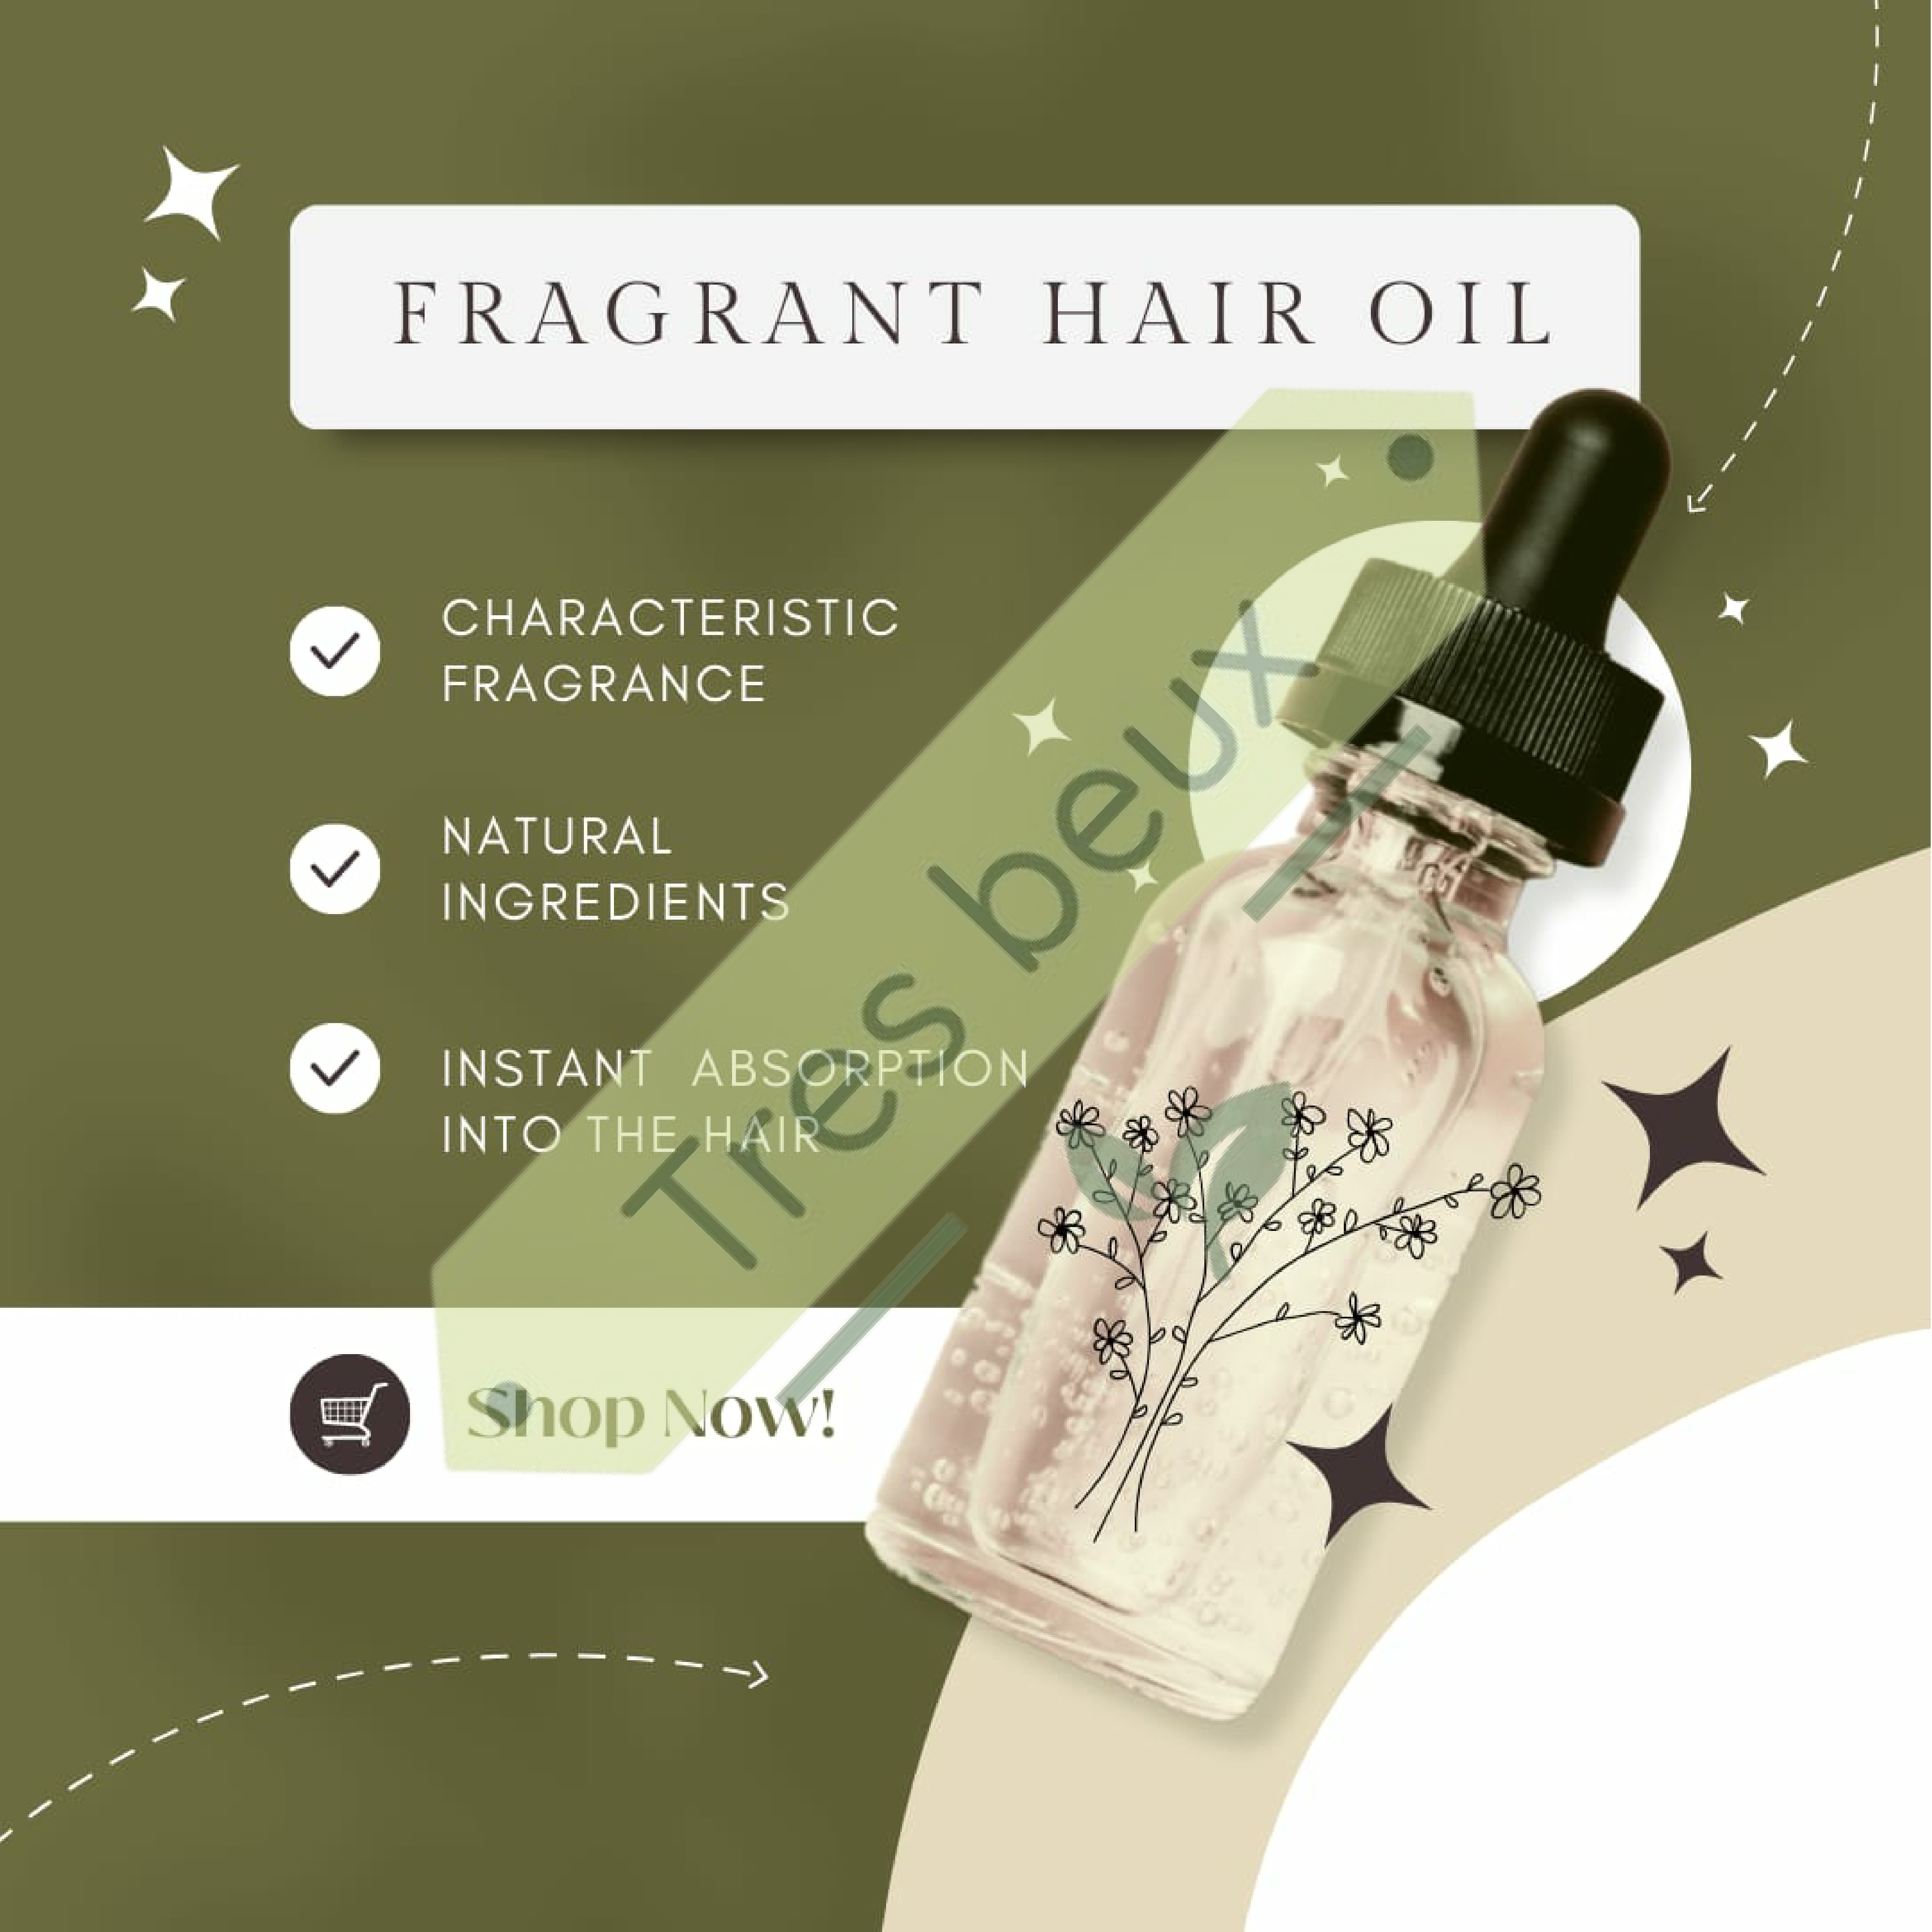 FRAGRANT HAIR OIL
CHARACTERISTIC
FRAGRANCE
NATURAL
INGREDIENTS
INSTANT ABSORPTION
INTO THE HAIR
Tres beux
Shop Now!